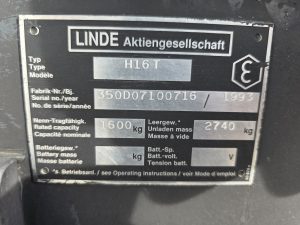 LINDE Aktiengesellschaft
Typ
Type H16T
Modèle
Fabrik-Nr./Bj.
Serial no./year 350D07100716 / 1993
No. de série/année
Nenn-Tragfähigk. Leergew.*
Rated capacity 1600 kg Unladen mass 2740 kg
Capacité nominale Masse à vide
Batteriegew.* Batt.-Sp.
Battery mass kg Batt.-volt. V
Masse batterie Batt.-Tension
*s. Betriebsanl. / see Operating instructions / voir Mode d'emploi